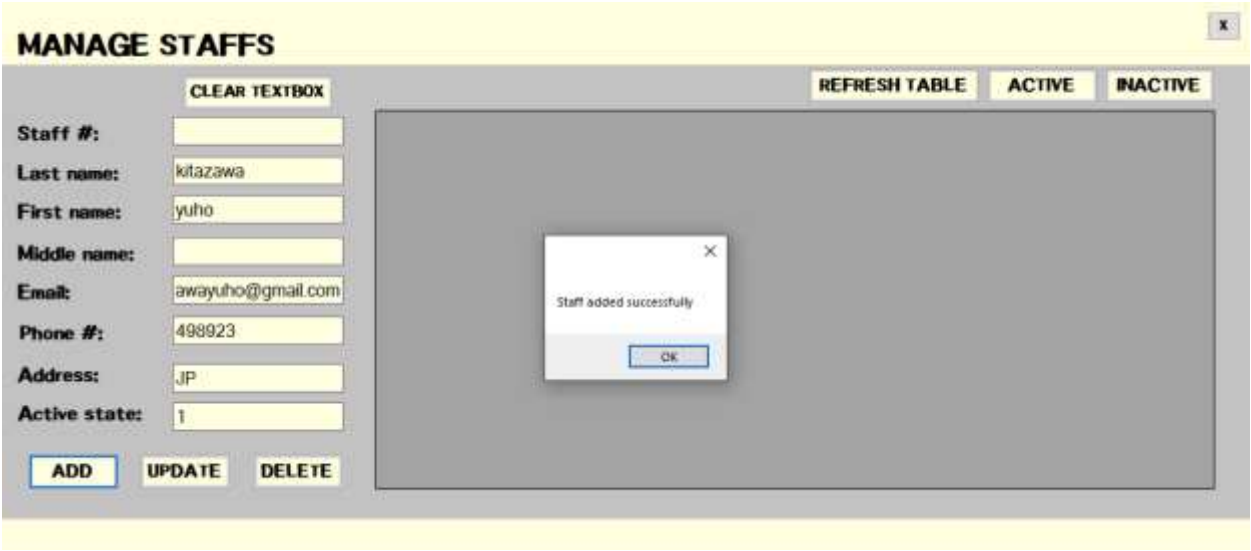 X
MANAGE STAFFS
CLEAR TEXTBOX
REFRESH TABLE
ACTIVE
INACTIVE
Staff #:
Last name: kitazawa
First name: yuho
Middle name:
Email: awayuho@gmail.com
Phone #: 498923
Address: JP
Active state: 1
ADD
UPDATE
DELETE
Staff added successfully
OK